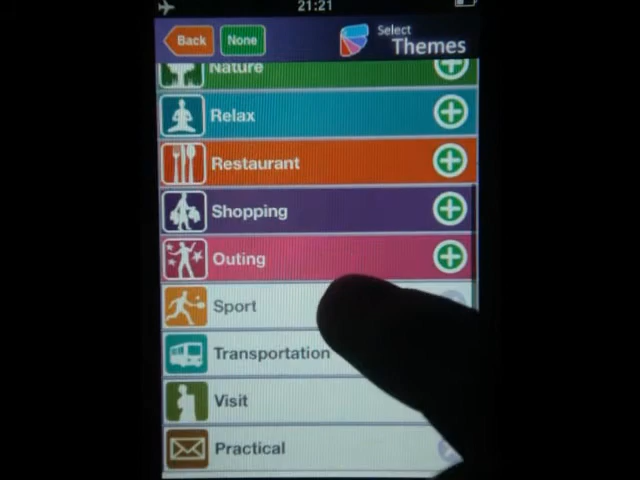 21:21
Back
None
Select
Themes
Nature
Relax
Restaurant
Shopping
Outing
Sport
Transportation
Visit
Practical